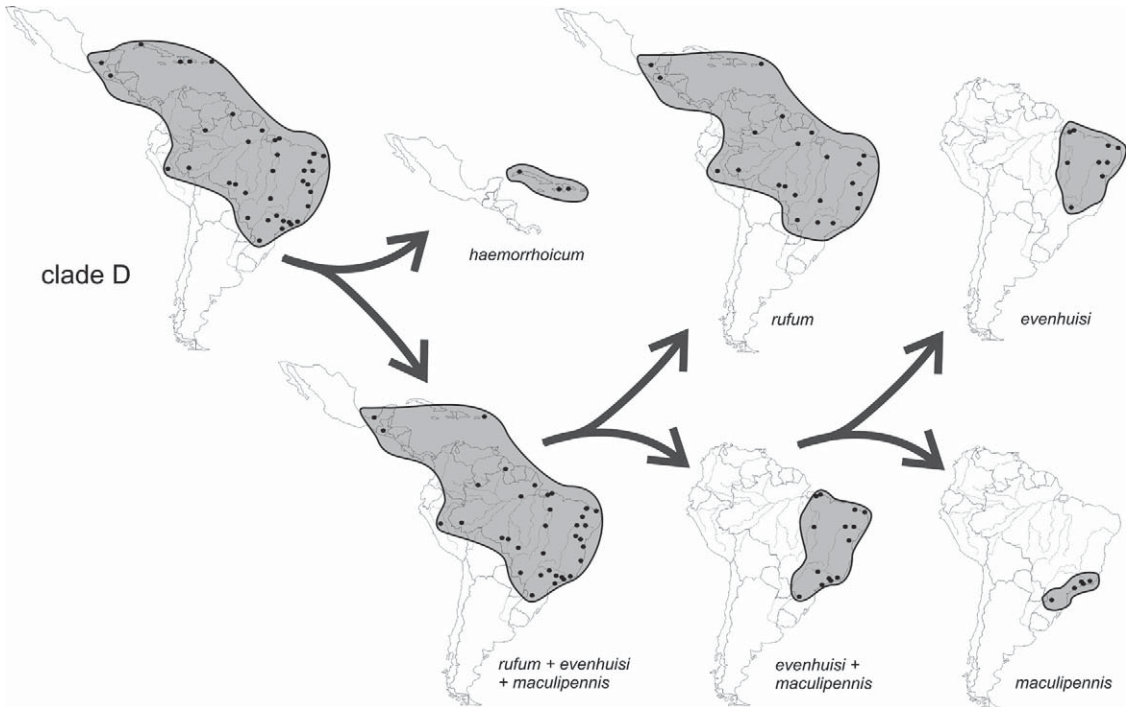 clade D
haemorrhoicum
rufum
evenhuisi
rufum + evenhuisi
+ maculipennis
evenhuisi +
maculipennis
maculipennis